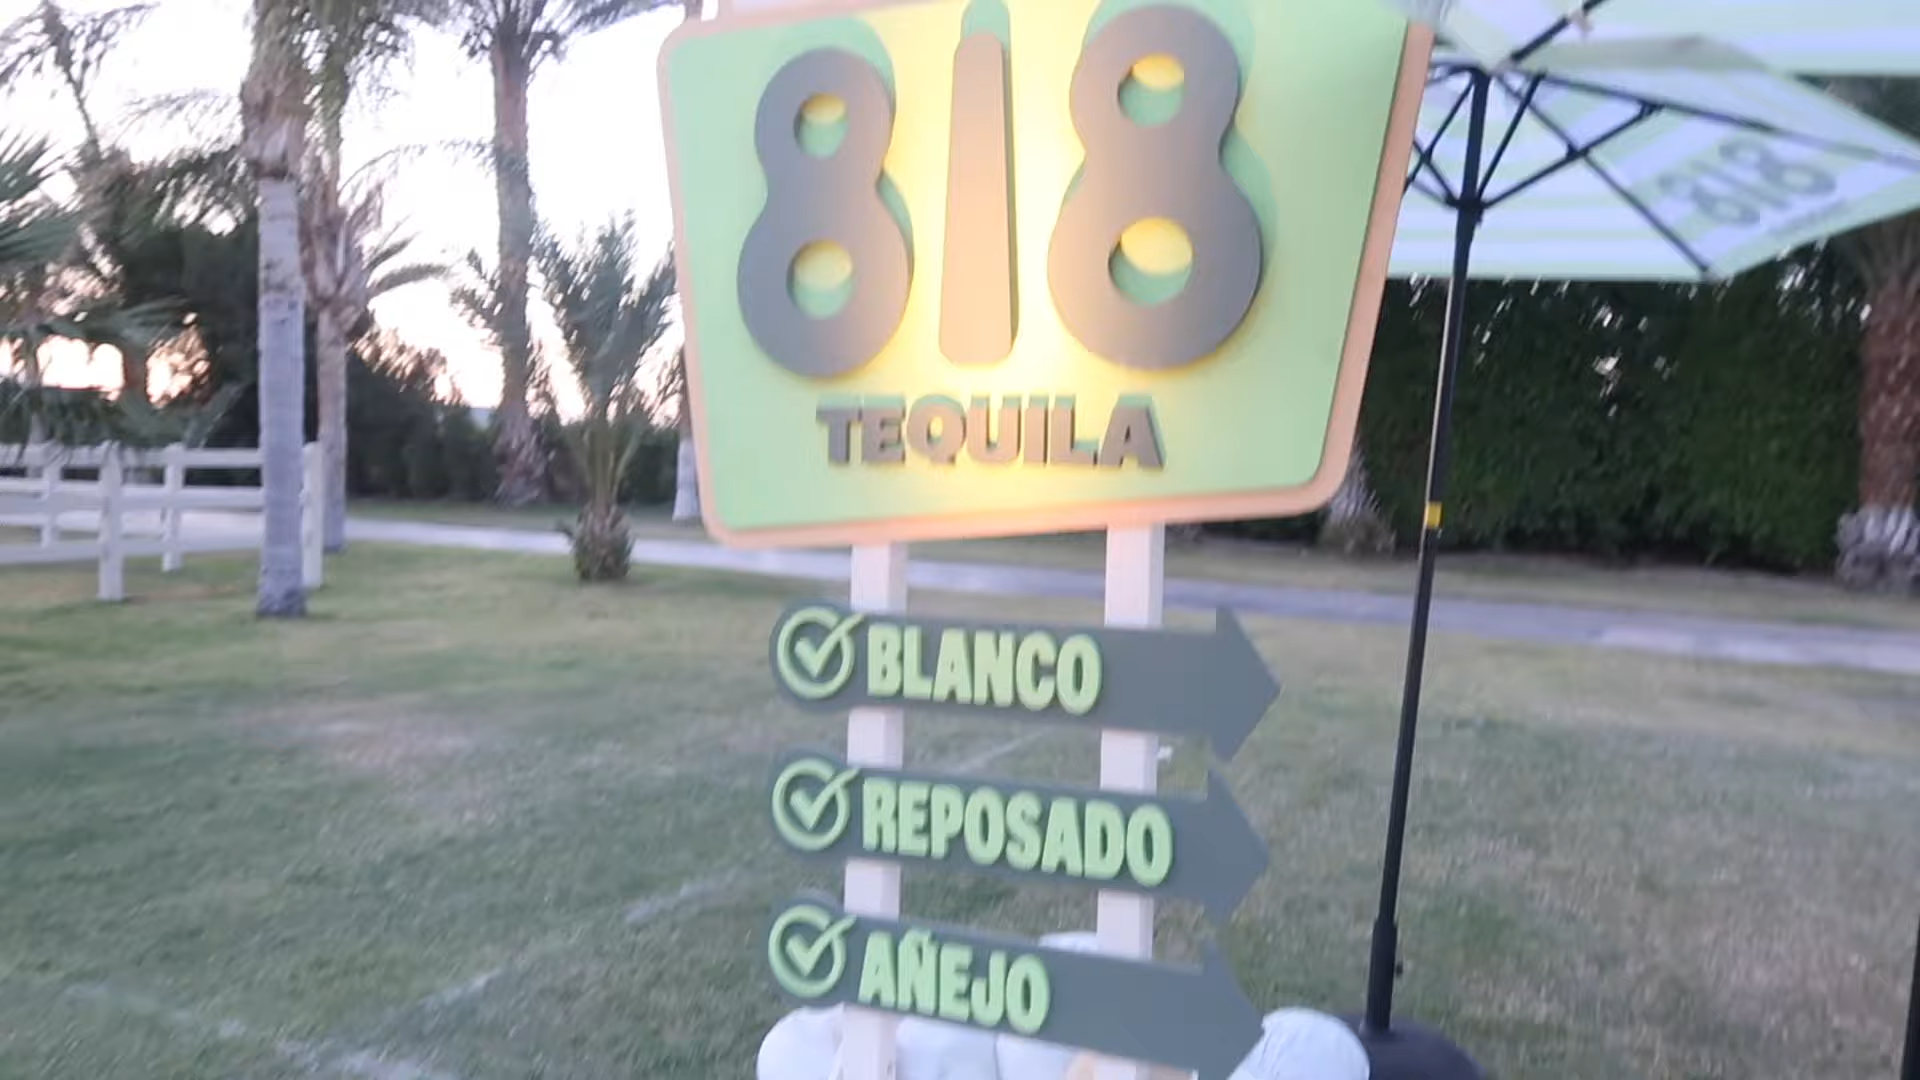 818
TEQUILA
818
BLANCO
REPOSADO
AÑEJO